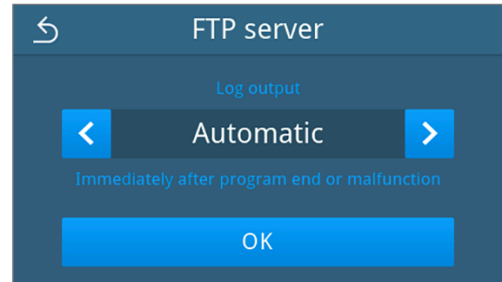 FTP server
Log output
Automatic
Immediately after program end or malfunction
OK